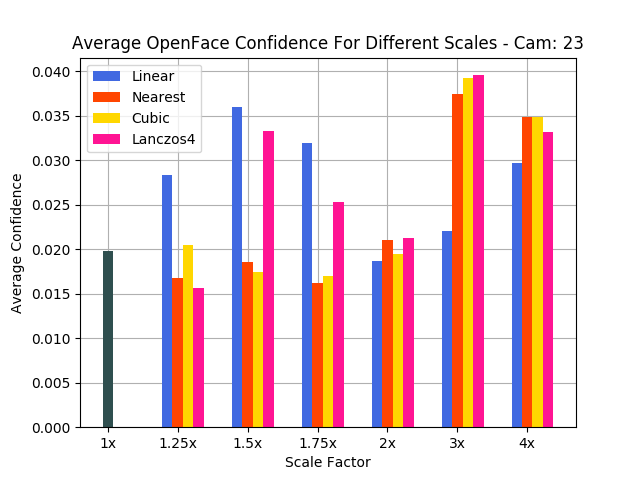 Average OpenFace Confidence For Different Scales - Cam: 23
Linear
Nearest
Cubic
Lanczos4
0.040
0.035
0.030
0.025
0.020
0.015
0.010
0.005
0.000
Average Confidence
1x 1.25x 1.5x 1.75x 2x 3x 4x
Scale Factor